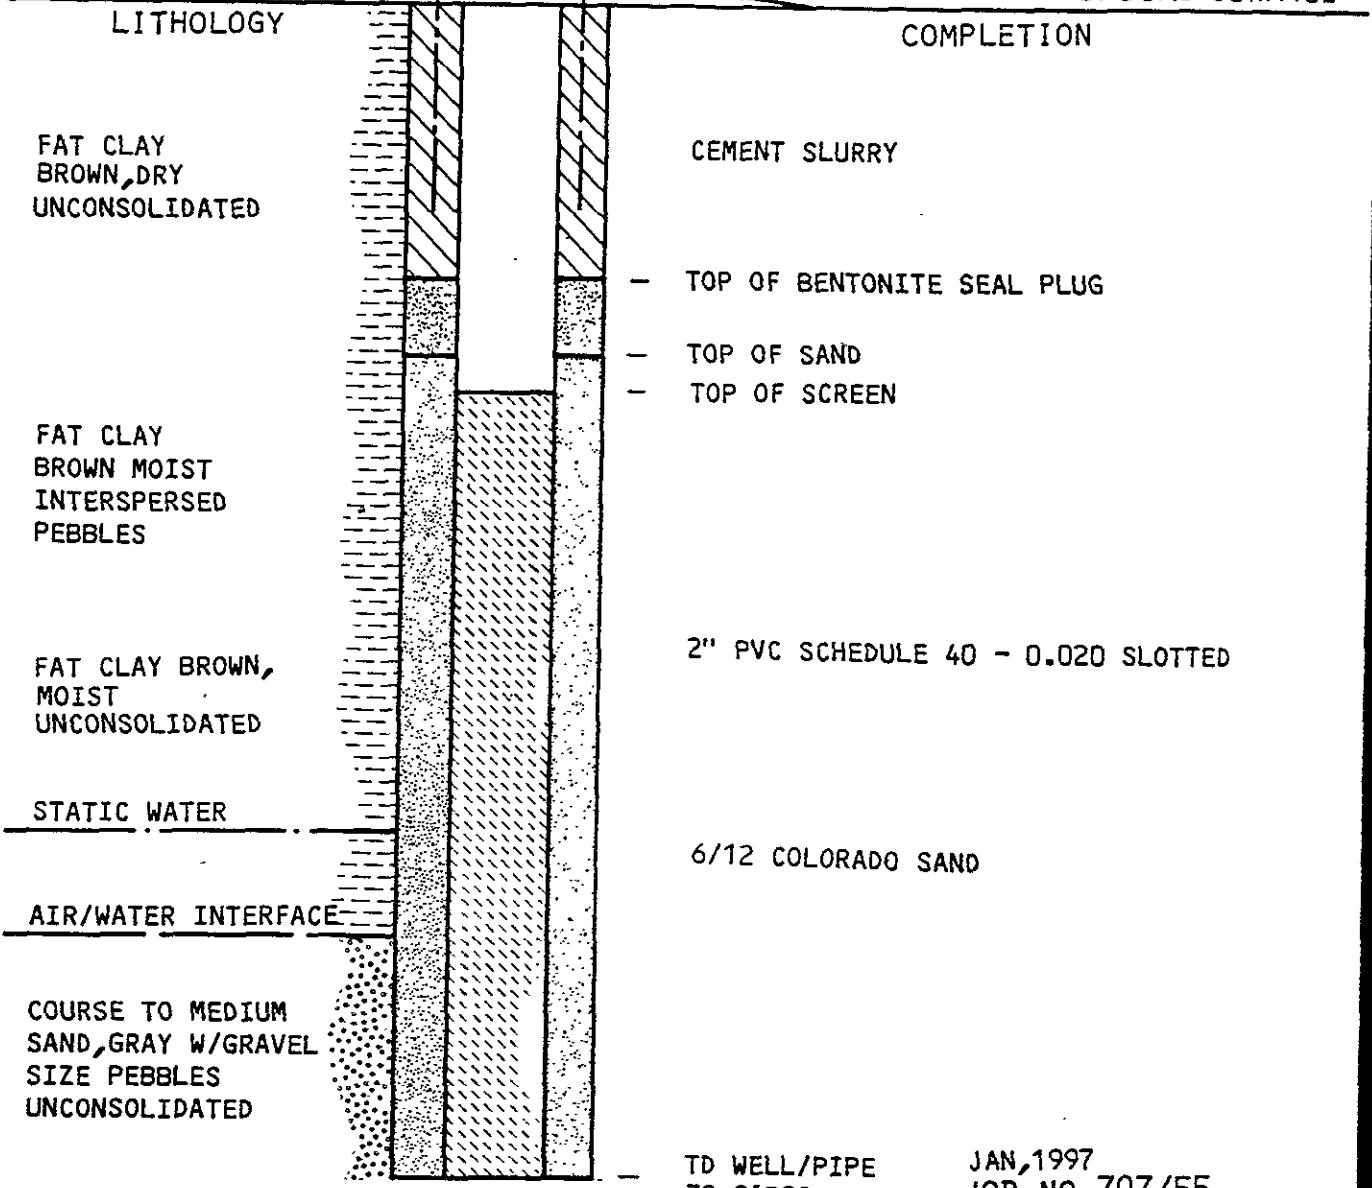 LITHOLOGY
COMPLETION
FAT CLAY
BROWN,DRY
UNCONSOLIDATED
CEMENT SLURRY
TOP OF BENTONITE SEAL PLUG
TOP OF SAND
TOP OF SCREEN
FAT CLAY
BROWN MOIST
INTERSPERSED
PEBBLES
2" PVC SCHEDULE 40 - 0.020 SLOTTED
FAT CLAY BROWN,
MOIST
UNCONSOLIDATED
STATIC WATER
6/12 COLORADO SAND
AIR/WATER INTERFACE
COURSE TO MEDIUM
SAND,GRAY W/GRAVEL
SIZE PEBBLES
UNCONSOLIDATED
TD WELL/PIPE
JAN,1997